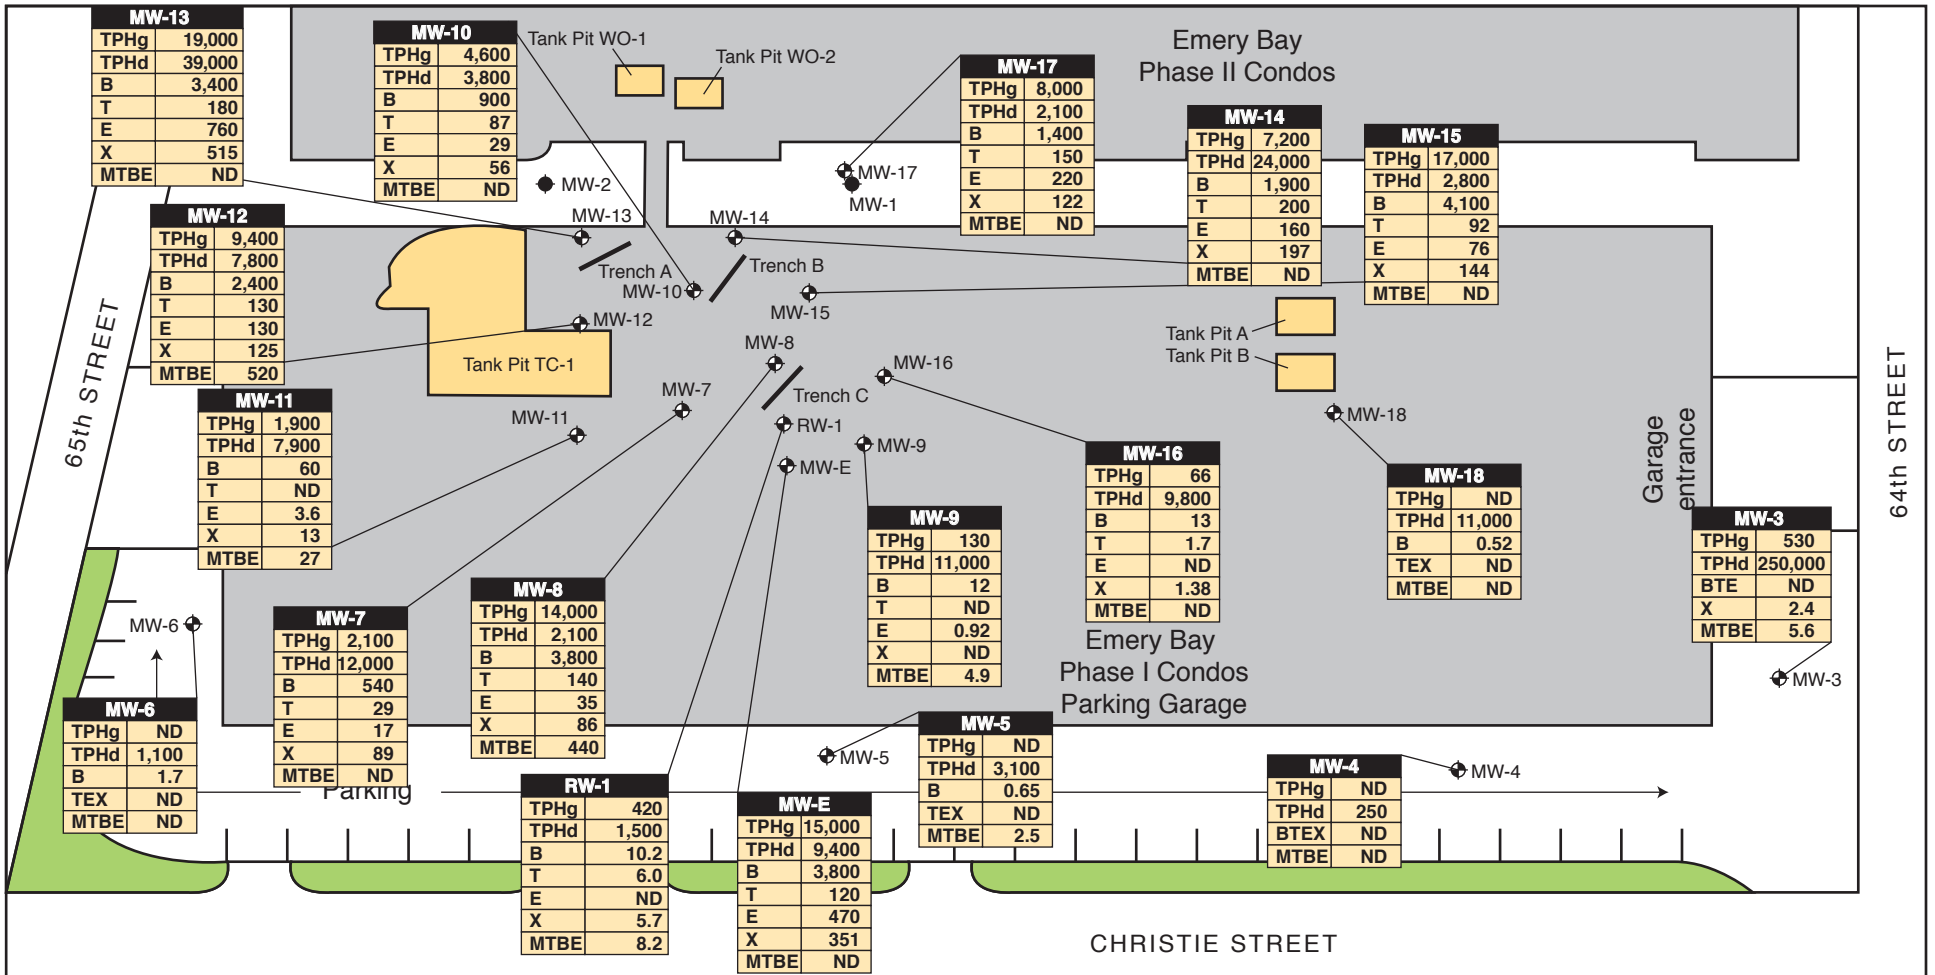 MW-13
TPHg 19,000
TPHd 39,000
B 3,400
T 180
E 760
X 515
MTBE ND
MW-10
TPHg 4,600
TPHd 3,800
B 900
T 87
E 29
X 56
MTBE ND
Tank Pit WO-1
Tank Pit WO-2
MW-17
TPHg 8,000
TPHd 2,100
B 1,400
T 150
E 220
X 122
MTBE ND
Emery Bay
Phase II Condos
MW-14
TPHg 7,200
TPHd 24,000
B 1,900
T 200
E 160
X 197
MTBE ND
MW-15
TPHg 17,000
TPHd 2,800
B 4,100
T 92
E 76
X 144
MTBE ND
MW-2
MW-17
MW-1
MW-13
MW-14
MW-12
TPHg 9,400
TPHd 7,800
B 2,400
T 130
E 130
X 125
MTBE 520
Trench A
Trench B
MW-10
MW-15
MW-12
Tank Pit TC-1
MW-8
MW-16
MW-7
Trench C
MW-11
RW-1
MW-9
MW-E
Tank Pit A
Tank Pit B
MW-18
65th STREET
64th STREET
Garage
entrance
MW-11
TPHg 1,900
TPHd 7,900
B 60
T ND
E 3.6
X 13
MTBE 27
MW-16
TPHg 66
TPHd 9,800
B 13
T 1.7
E ND
X 1.38
MTBE ND
MW-18
TPHg ND
TPHd 11,000
B 0.52
TEX ND
MTBE ND
MW-9
TPHg 130
TPHd 11,000
B 12
T ND
E 0.92
X ND
MTBE 4.9
MW-3
TPHg 530
TPHd 250,000
BTE ND
X 2.4
MTBE 5.6
MW-3
Emery Bay
Phase I Condos
Parking Garage
MW-6
MW-8
TPHg 14,000
TPHd 2,100
B 3,800
T 140
E 35
X 86
MTBE 440
MW-7
TPHg 2,100
TPHd 12,000
B 540
T 29
E 17
X 89
MTBE ND
MW-6
TPHg ND
TPHd 1,100
B 1.7
TEX ND
MTBE ND
Parking
MW-5
MW-5
TPHg ND
TPHd 3,100
B 0.65
TEX ND
MTBE 2.5
MW-4
TPHg ND
TPHd 250
BTEX ND
MTBE ND
MW-4
RW-1
TPHg 420
TPHd 1,500
B 10.2
T 6.0
E ND
X 5.7
MTBE 8.2
MW-E
TPHg 15,000
TPHd 9,400
B 3,800
T 120
E 470
X 351
MTBE ND
CHRISTIE STREET